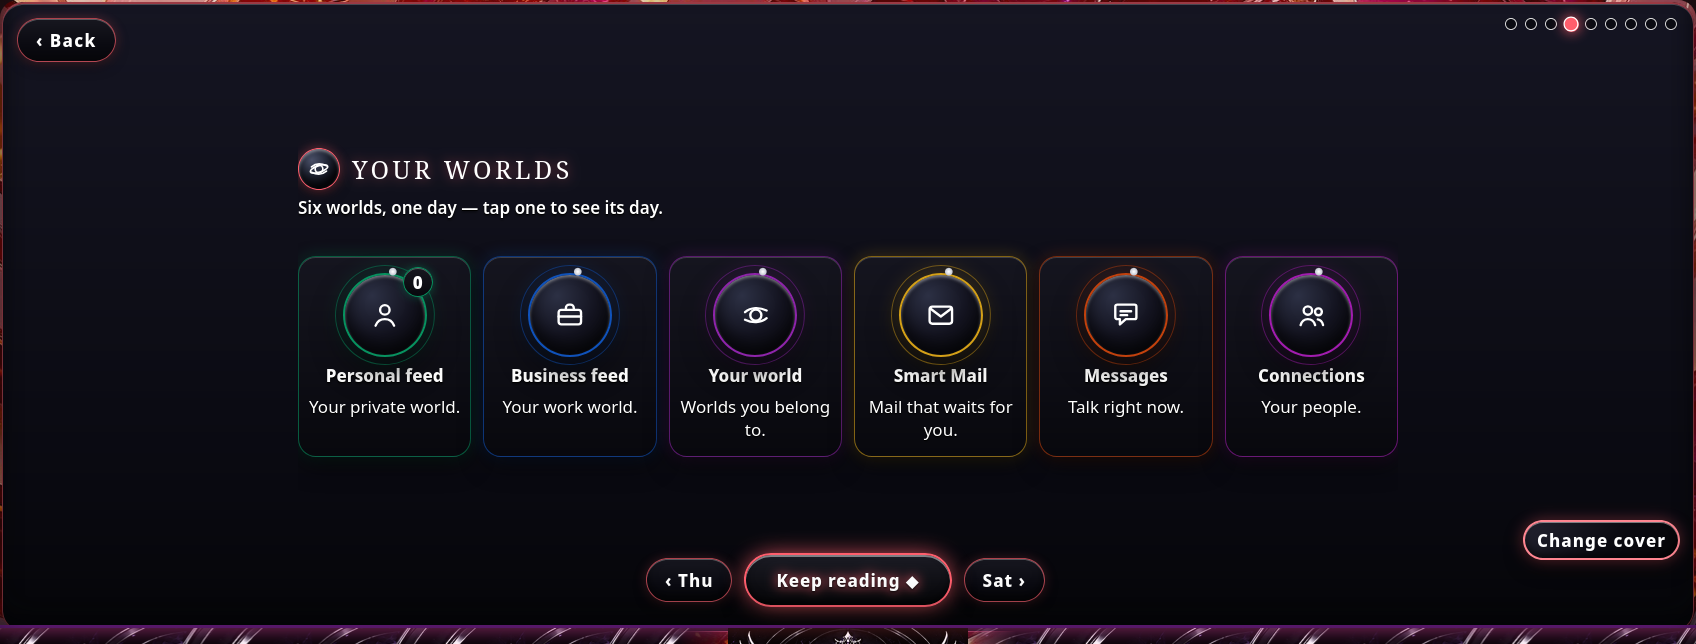 ‹ Back
YOUR WORLDS
Six worlds, one day — tap one to see its day.
0
Personal feed
Your private world.
Business feed
Your work world.
Your world
Worlds you belong
to.
Smart Mail
Mail that waits for
you.
Messages
Talk right now.
Connections
Your people.
Change cover
‹ Thu
Keep reading ◆
Sat ›